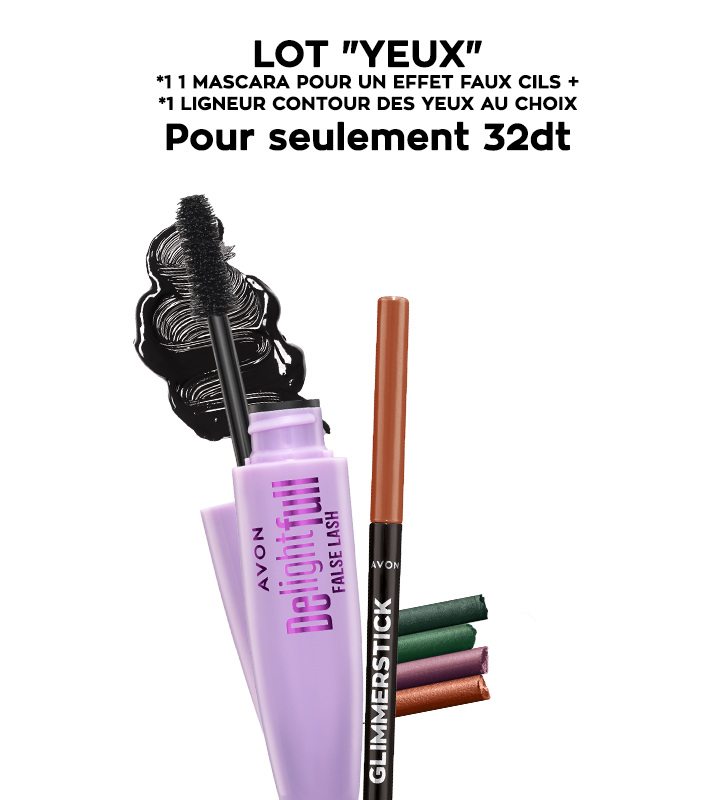 LOT "YEUX"
*1 1 MASCARA POUR UN EFFET FAUX CILS +
*1 LIGNEUR CONTOUR DES YEUX AU CHOIX
Pour seulement 32dt
AVON
Delightfull
FALSE LASH
AVON
GLIMMERSTICK